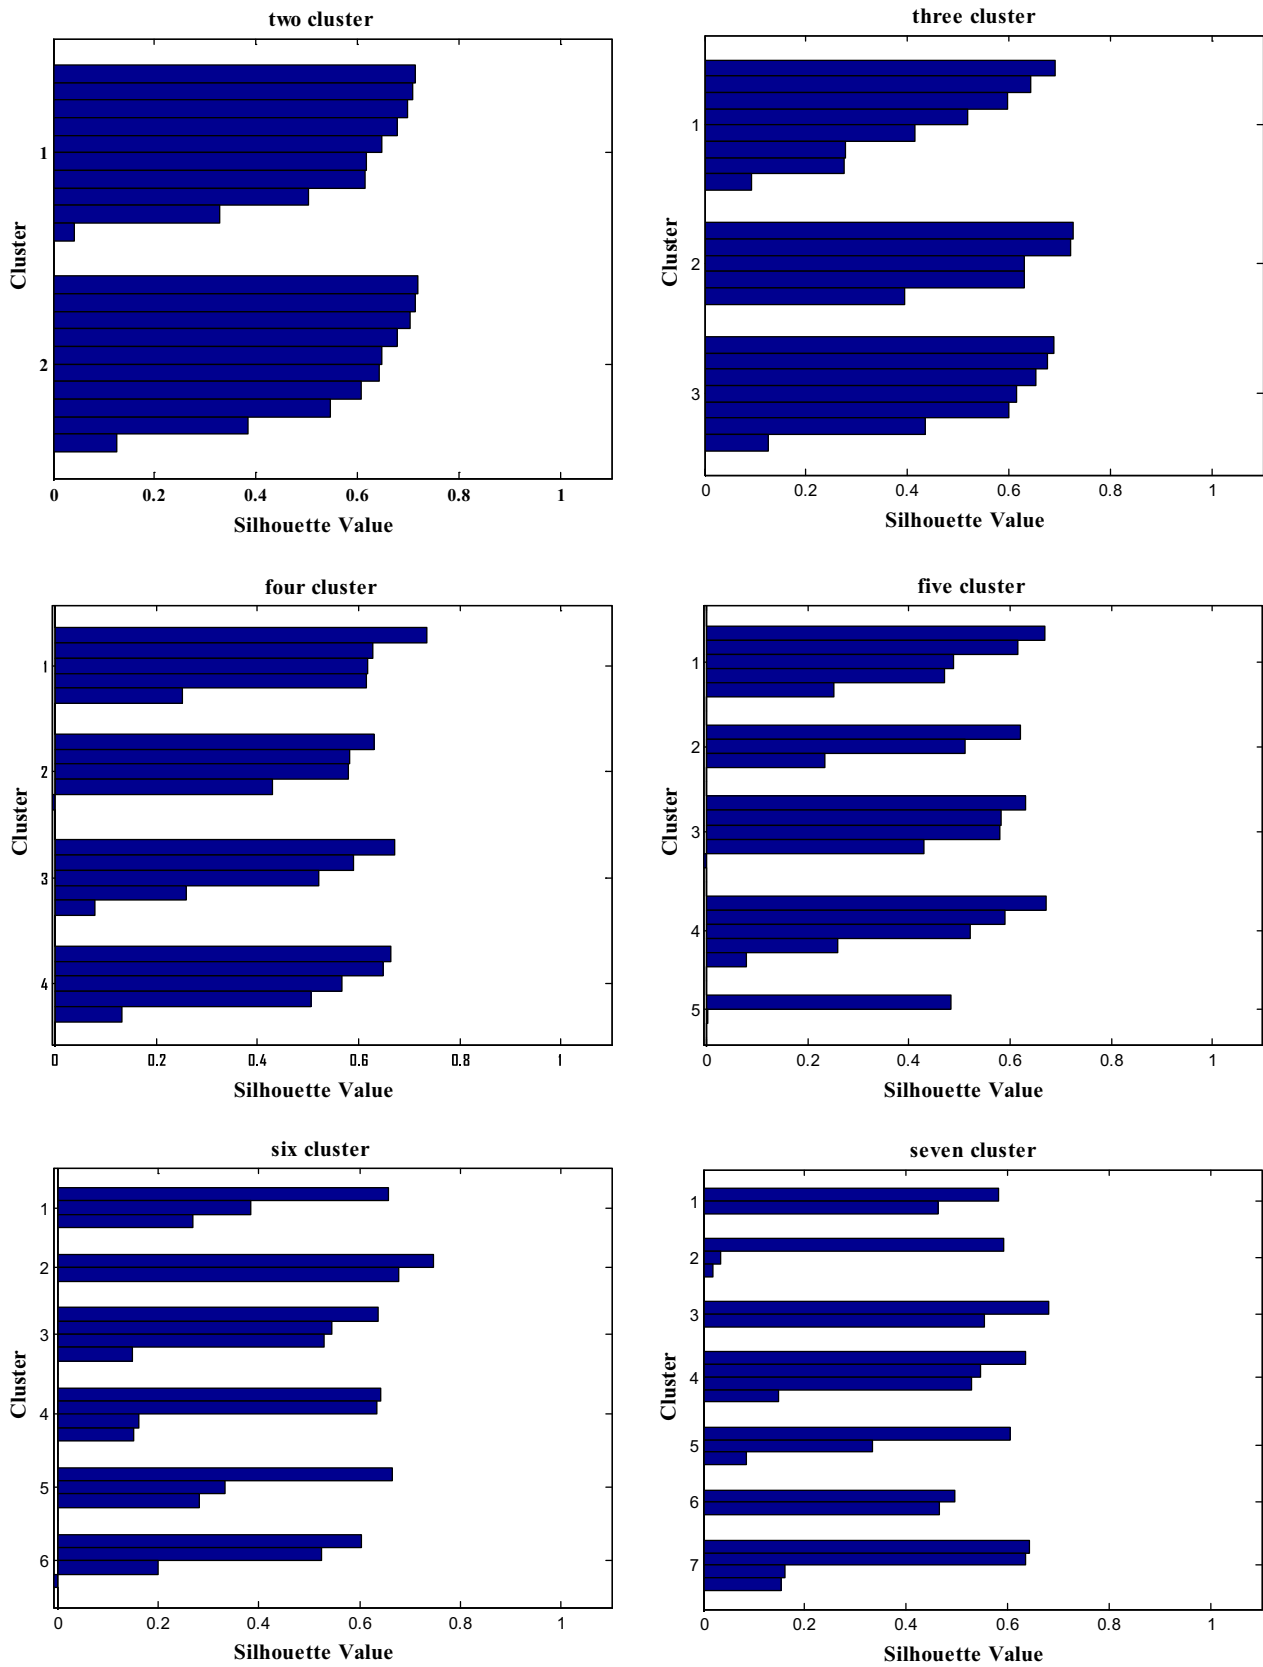 two cluster
Cluster
1
2
0 0.2 0.4 0.6 0.8 1
Silhouette Value
three cluster
Cluster
1
2
3
0 0.2 0.4 0.6 0.8 1
Silhouette Value
four cluster
Cluster
1
2
3
4
0 0.2 0.4 0.6 0.8 1
Silhouette Value
five cluster
Cluster
1
2
3
4
5
0 0.2 0.4 0.6 0.8 1
Silhouette Value
six cluster
Cluster
1
2
3
4
5
6
0 0.2 0.4 0.6 0.8 1
Silhouette Value
seven cluster
Cluster
1
2
3
4
5
6
7
0 0.2 0.4 0.6 0.8 1
Silhouette Value